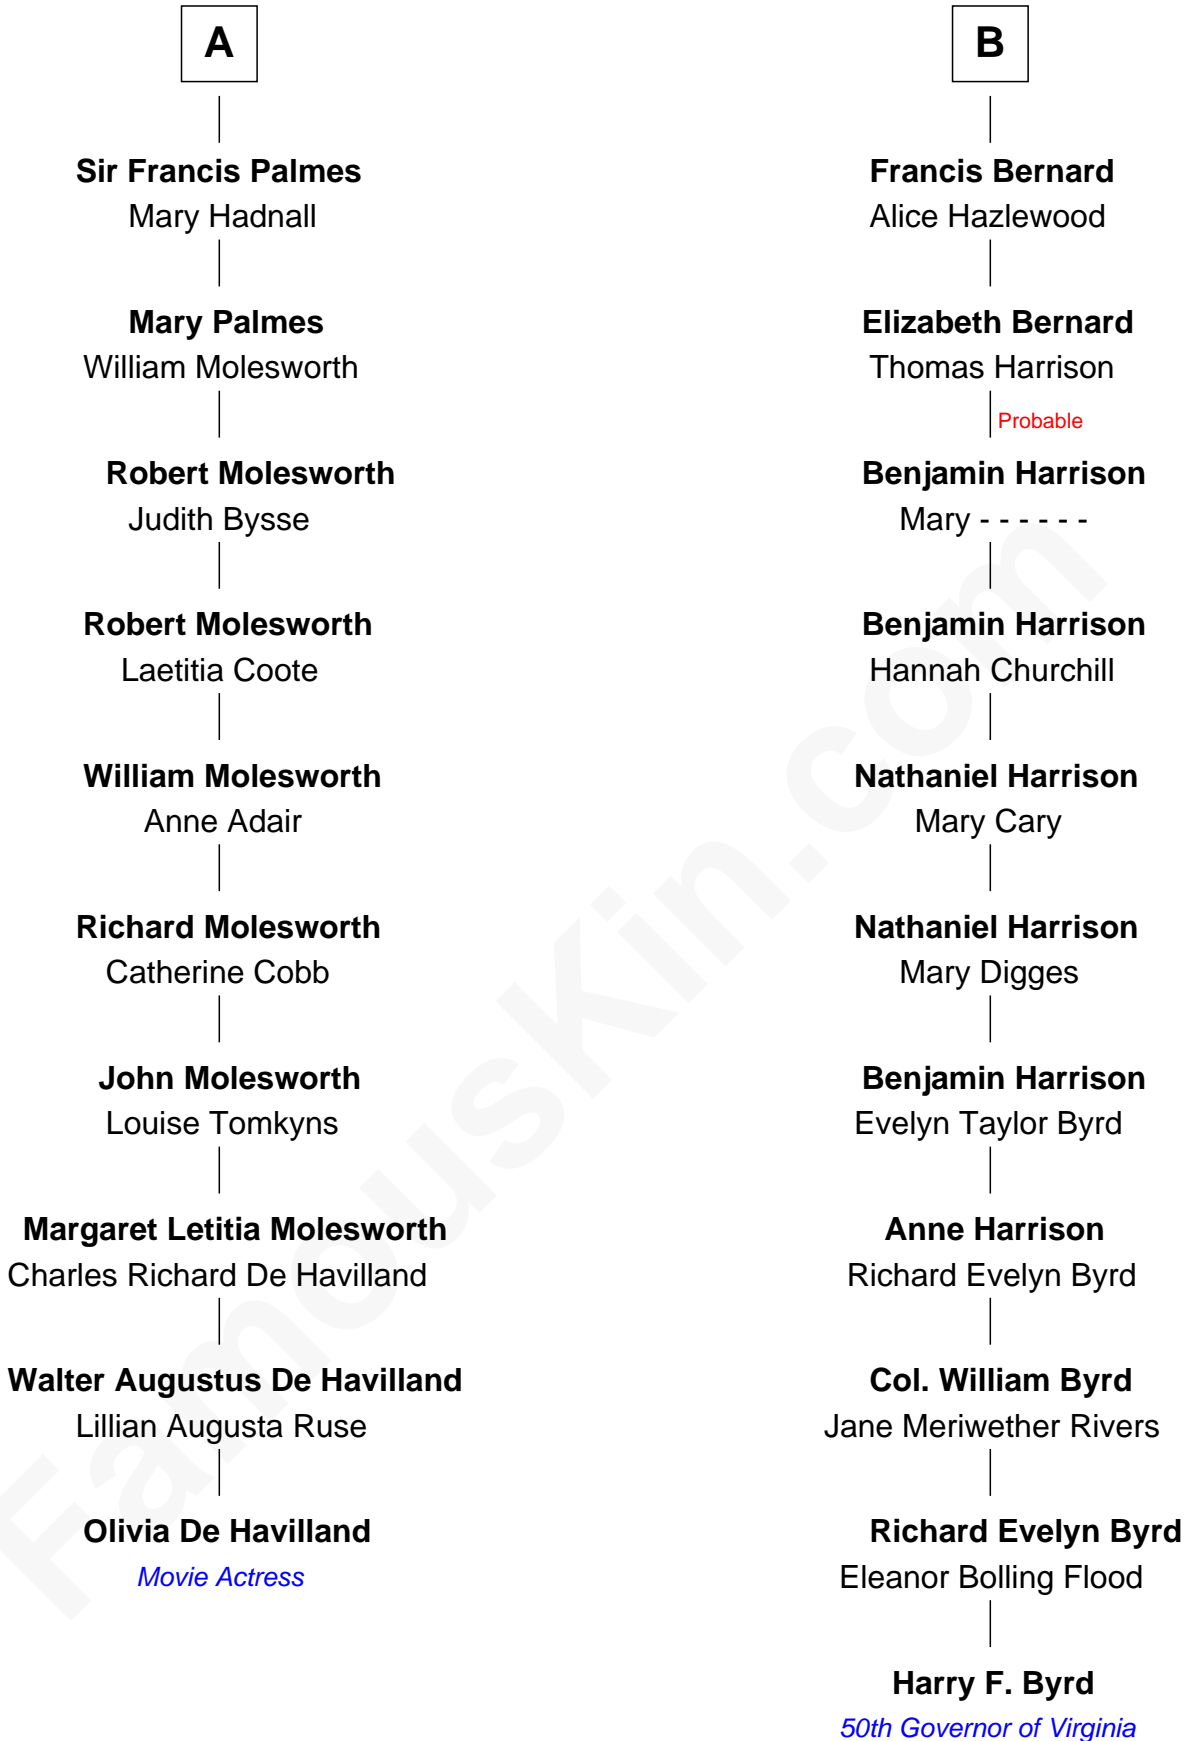 A
Sir Francis Palmes
Mary Hadnall
Mary Palmes
William Molesworth
Robert Molesworth
Judith Bysse
Robert Molesworth
Laetitia Coote
William Molesworth
Anne Adair
Richard Molesworth
Catherine Cobb
John Molesworth
Louise Tomkyns
Margaret Letitia Molesworth
Charles Richard De Havilland
Walter Augustus De Havilland
Lillian Augusta Ruse
Olivia De Havilland
Movie Actress
B
Francis Bernard
Alice Hazlewood
Elizabeth Bernard
Thomas Harrison
Probable
Benjamin Harrison
Mary - - - - - -
Benjamin Harrison
Hannah Churchill
Nathaniel Harrison
Mary Cary
Nathaniel Harrison
Mary Digges
Benjamin Harrison
Evelyn Taylor Byrd
Anne Harrison
Richard Evelyn Byrd
Col. William Byrd
Jane Meriwether Rivers
Richard Evelyn Byrd
Eleanor Bolling Flood
Harry F. Byrd
50th Governor of Virginia
FamousKin.com